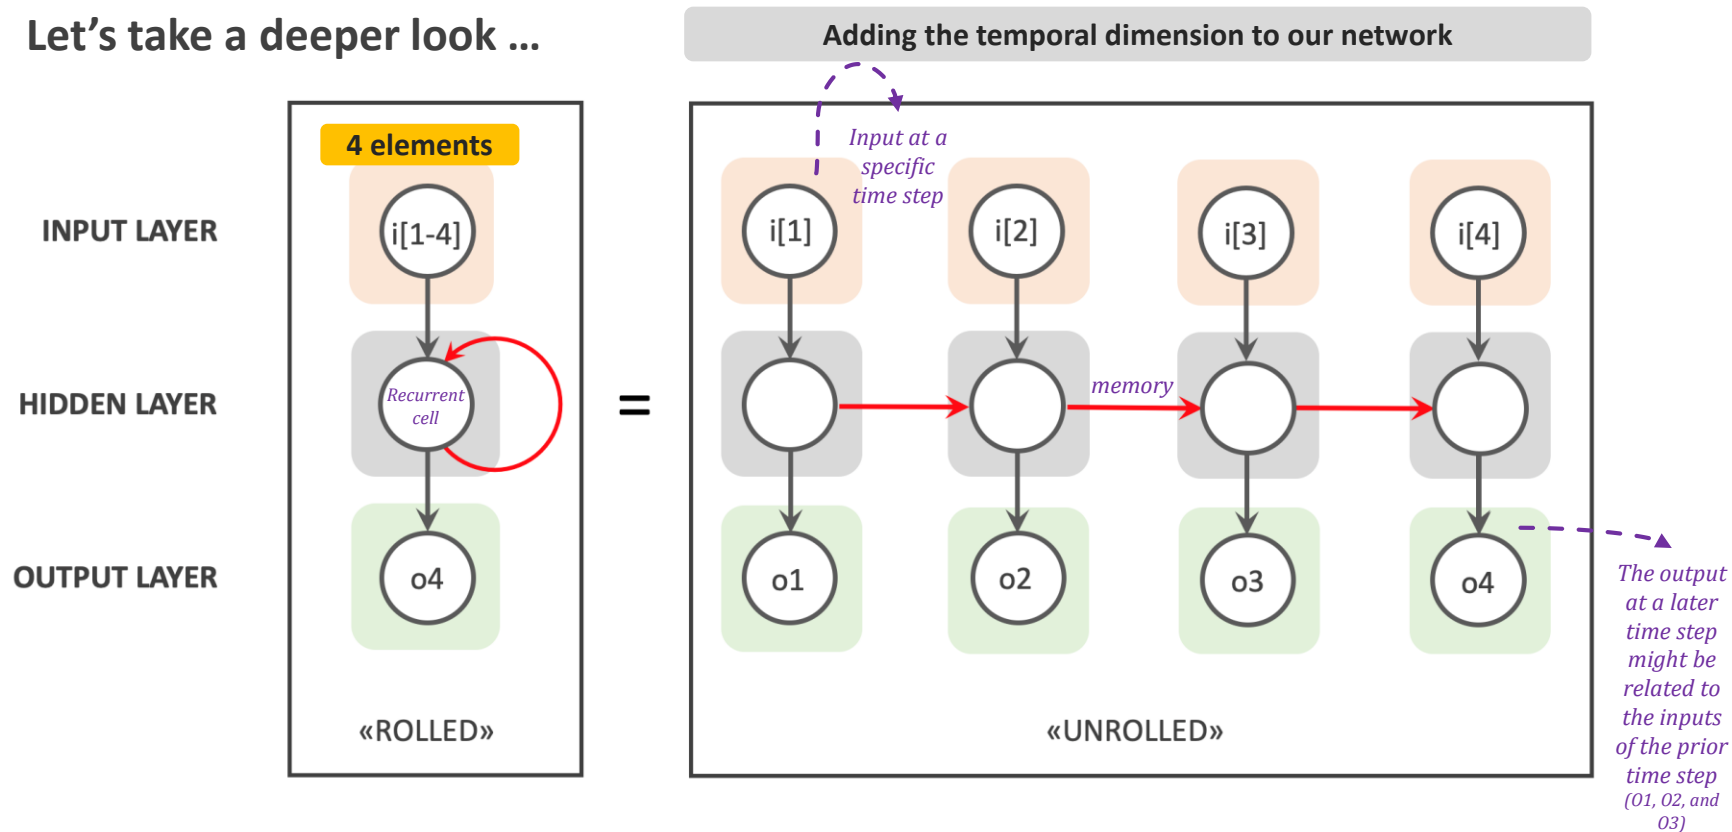 Let's take a deeper look ...
Adding the temporal dimension to our network
4 elements
Input at a
specific
time step
INPUT LAYER
i[1-4]
i[1]
i[2]
i[3]
i[4]
HIDDEN LAYER
Recurrent
cell
=
memory
OUTPUT LAYER
o4
o1
o2
o3
o4
The output
at a later
time step
might be
related to
the inputs
of the prior
time step
(O1, O2, and
O3)
«ROLLED»
«UNROLLED»